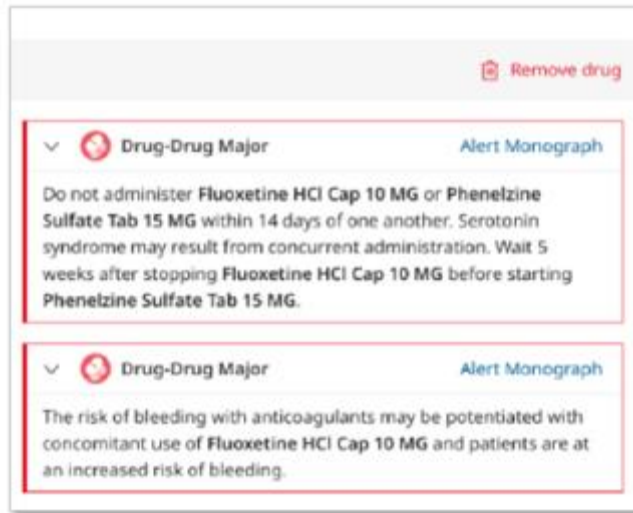 Remove drug
Drug-Drug Major Alert Monograph
Do not administer Fluoxetine HCl Cap 10 MG or Phenelzine
Sulfate Tab 15 MG within 14 days of one another. Serotonin
syndrome may result from concurrent administration. Wait 5
weeks after stopping Fluoxetine HCl Cap 10 MG before starting
Phenelzine Sulfate Tab 15 MG.
Drug-Drug Major Alert Monograph
The risk of bleeding with anticoagulants may be potentiated with
concomitant use of Fluoxetine HCl Cap 10 MG and patients are at
an increased risk of bleeding.